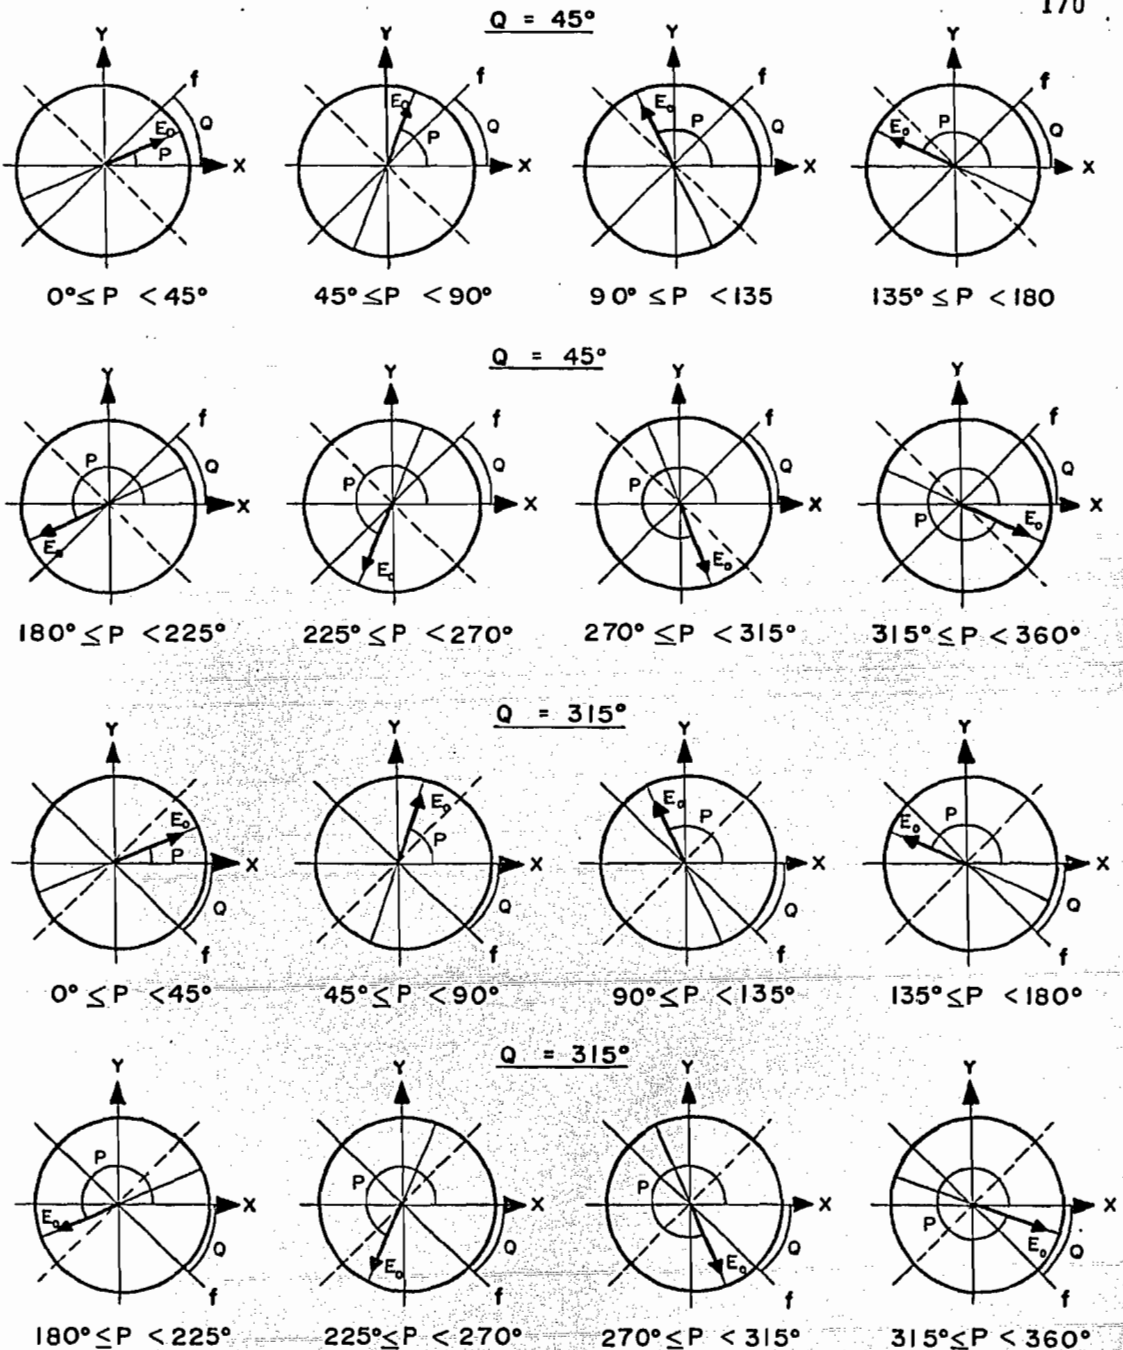 170
Q = 45°
Y Y Y Y
f f f f
E₀ Q E₀ Q E₀ P Q E₀ P Q
P X P X X X
0° ≤ P < 45° 45° ≤ P < 90° 90° ≤ P < 135 135° ≤ P < 180
Q = 45°
Y Y Y Y
f f f f
P Q P Q P Q Q
X X X X
E₀ E₀ E₀ P E₀
180° ≤ P < 225° 225° ≤ P < 270° 270° ≤ P < 315° 315° ≤ P < 360°
Q = 315°
Y Y Y Y
E₀ E₀ E₀ P E₀ P
P X P X X X
Q Q Q Q
f f f f
0° ≤ P < 45° 45° ≤ P < 90° 90° ≤ P < 135° 135° ≤ P < 180°
Q = 315°
Y Y Y Y
P P P
X X X X
E₀ Q E₀ Q E₀ Q P E₀ Q
f f f f
180° ≤ P < 225° 225° ≤ P < 270° 270° ≤ P < 315° 315° ≤ P < 360°